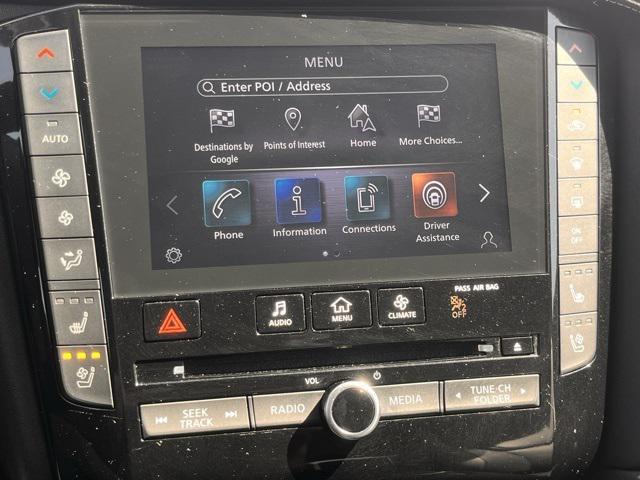 MENU
Enter POI / Address
Destinations by
Google
Points of Interest
Home
More Choices...
Phone
Information
Connections
Driver
Assistance
AUTO
ON
OFF
AUDIO
MENU
CLIMATE
PASS AIR BAG
OFF
VOL
SEEK
TRACK
RADIO
MEDIA
TUNE·CH
FOLDER